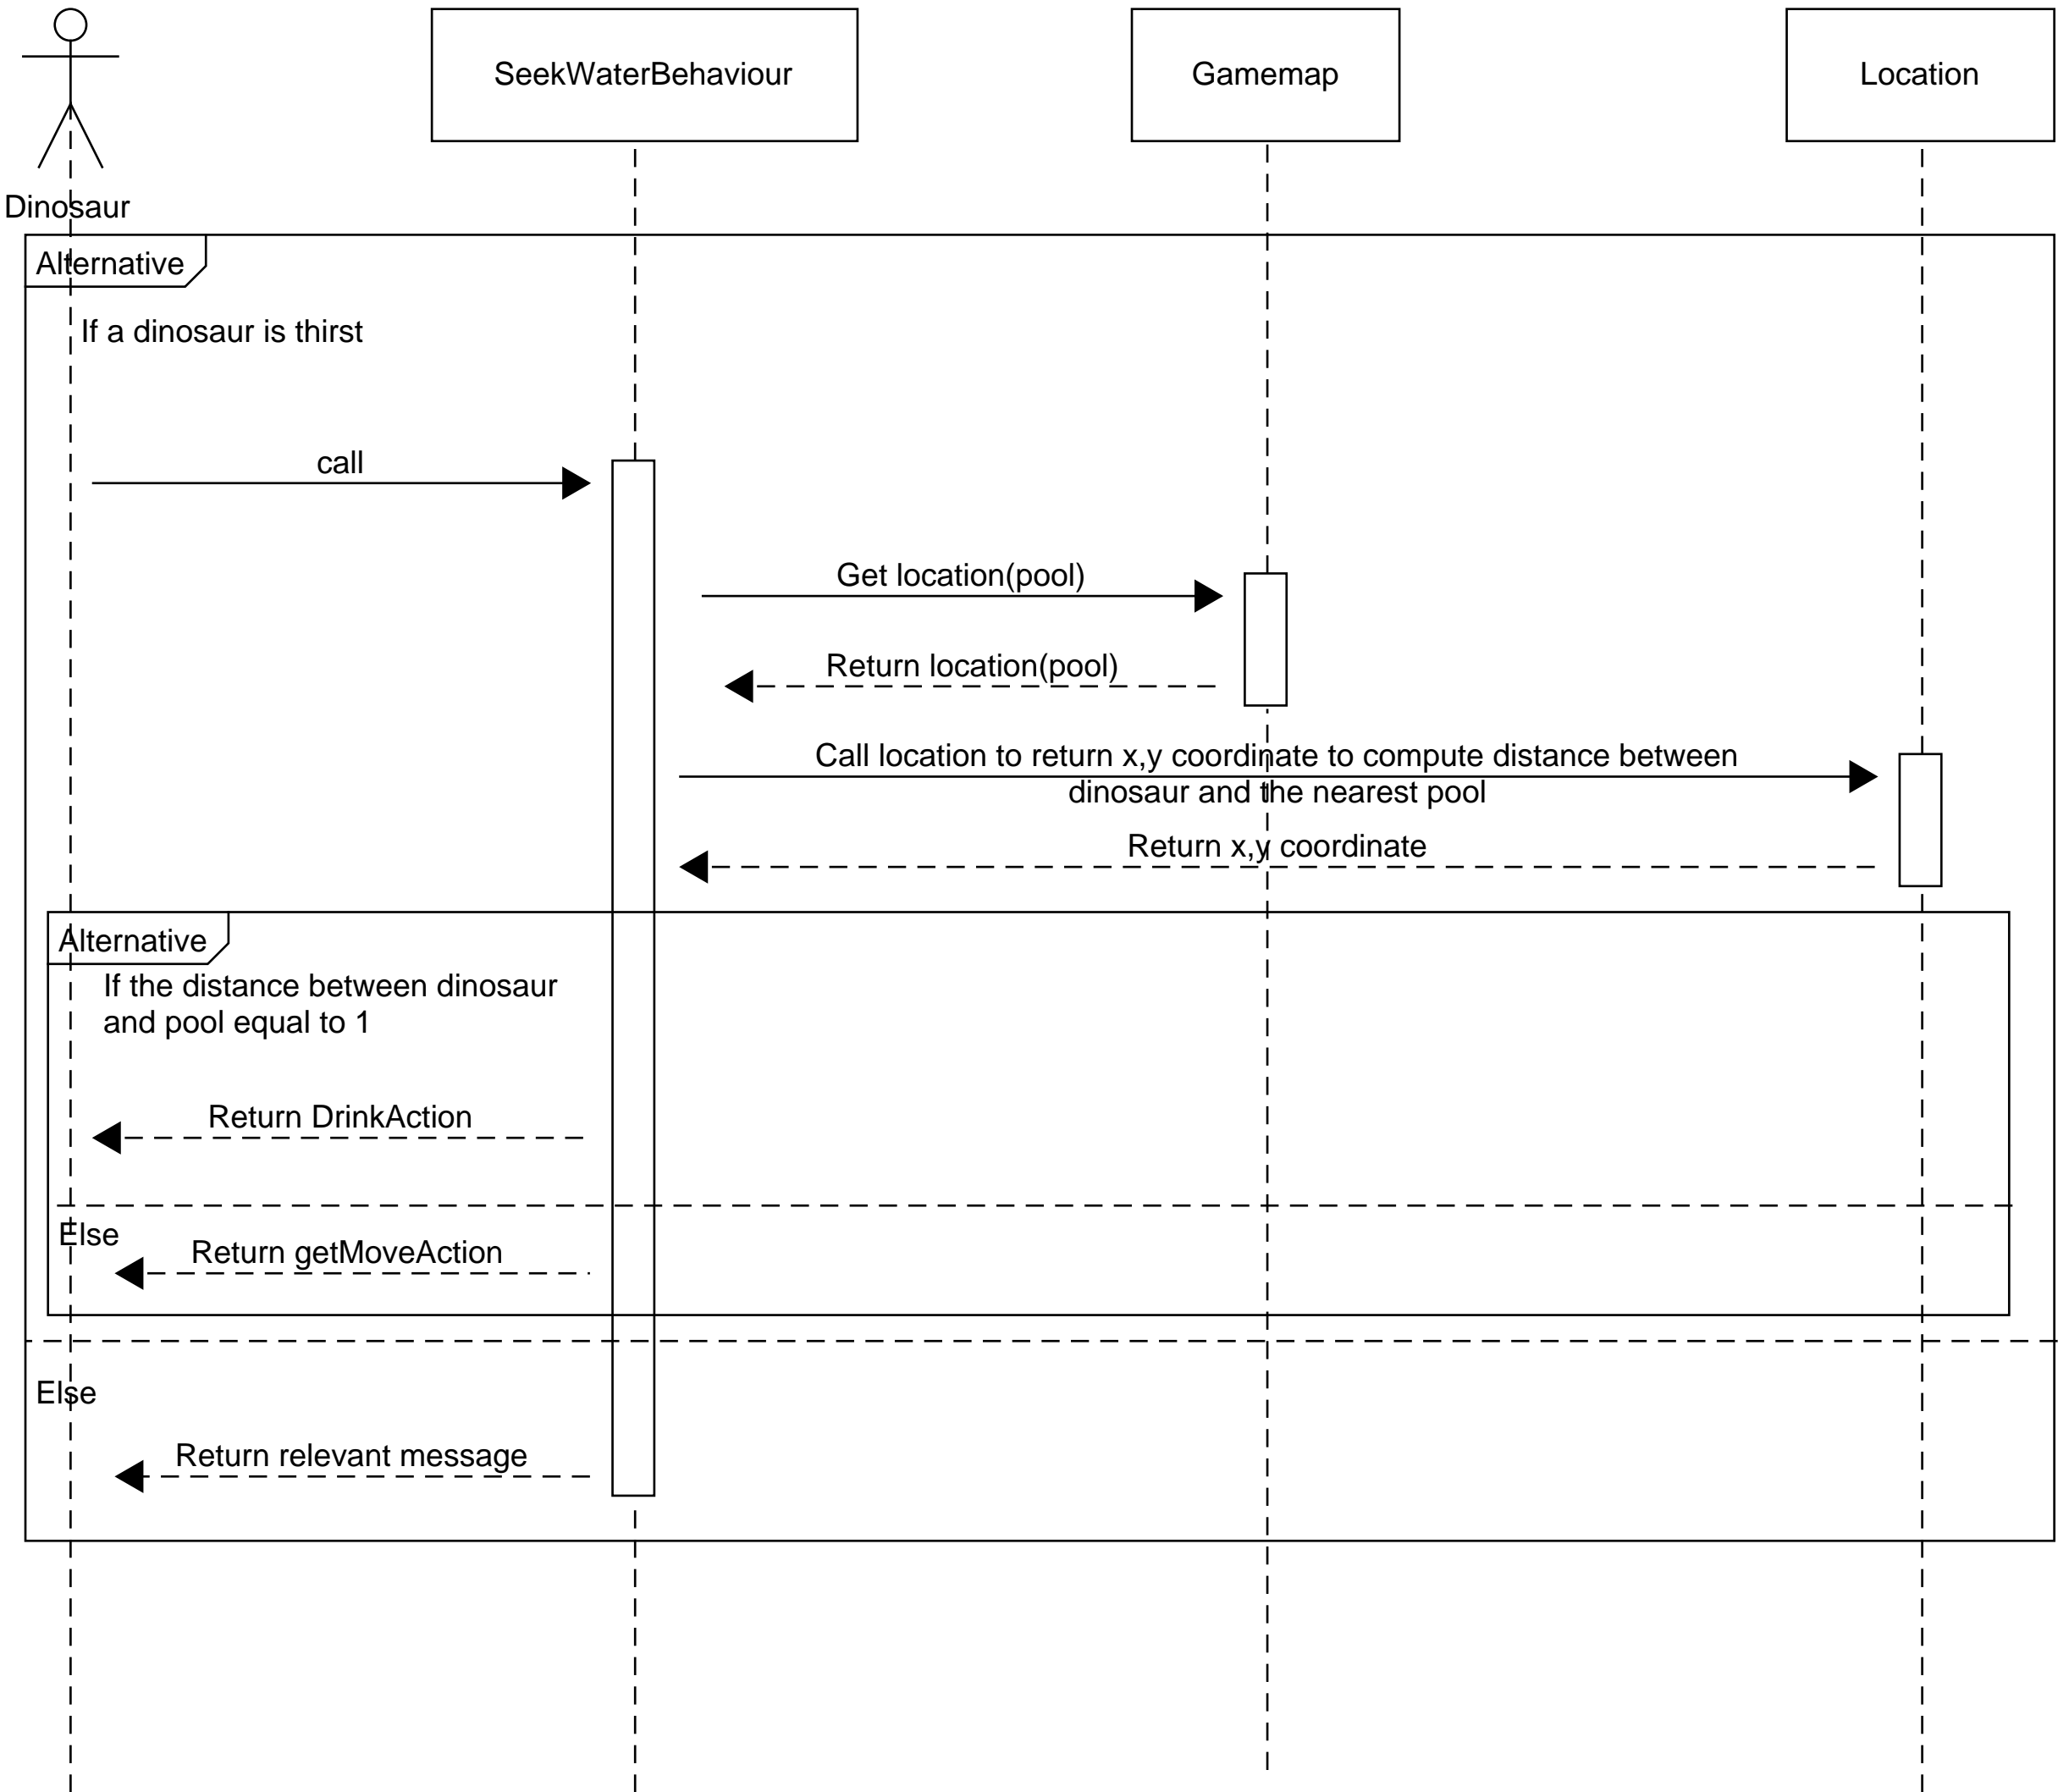 SeekWaterBehaviour
Gamemap
Location
Dinosaur
Alternative
If a dinosaur is thirst
call
Get location(pool)
Return location(pool)
Call location to return x,y coordinate to compute distance between
dinosaur and the nearest pool
Return x,y coordinate
Alternative
If the distance between dinosaur
and pool equal to 1
Return DrinkAction
Else
Return getMoveAction
Else
Return relevant message